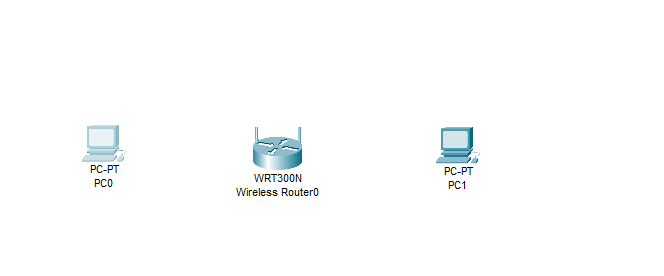 PC-PT
PC0
WRT300N
Wireless Router0
PC-PT
PC1